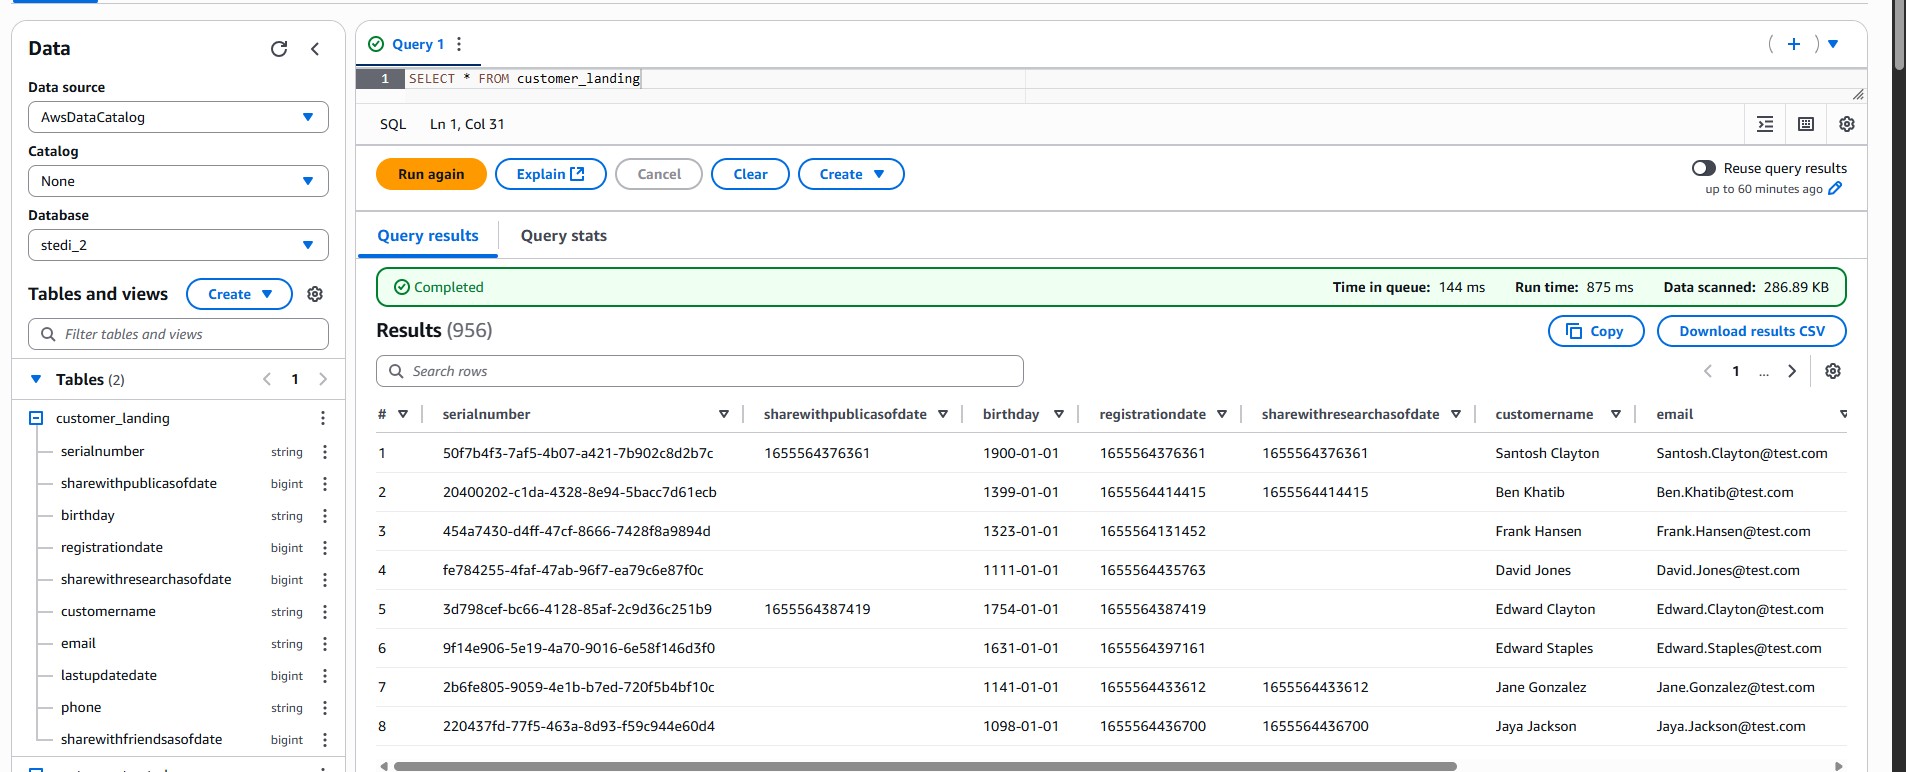 Data
Data source
AwsDataCatalog
Catalog
None
Database
stedi_2
Tables and views
Create
Filter tables and views
Tables (2)
1
customer_landing
serialnumber string
sharewithpublicasofdate bigint
birthday string
registrationdate bigint
sharewithresearchasofdate bigint
customername string
email string
lastupdatedate bigint
phone string
sharewithfriendsasofdate bigint
Query 1
1 SELECT * FROM customer_landing
SQL Ln 1, Col 31
Run again Explain Cancel Clear Create
Reuse query results
up to 60 minutes ago
Query results Query stats
Completed Time in queue: 144 ms Run time: 875 ms Data scanned: 286.89 KB
Results (956) Copy Download results CSV
Search rows 1 ...
# serialnumber sharewithpublicasofdate birthday registrationdate sharewithresearchasofdate customername email
1 50f7b4f3-7af5-4b07-a421-7b902c8d2b7c 1655564376361 1900-01-01 1655564376361 1655564376361 Santosh Clayton Santosh.Clayton@test.com
2 20400202-c1da-4328-8e94-5bacc7d61ecb 1399-01-01 1655564414415 1655564414415 Ben Khatib Ben.Khatib@test.com
3 454a7430-d4ff-47cf-8666-7428f8a9894d 1323-01-01 1655564131452 Frank Hansen Frank.Hansen@test.com
4 fe784255-4faf-47ab-96f7-ea79c6e87f0c 1111-01-01 1655564435763 David Jones David.Jones@test.com
5 3d798cef-bc66-4128-85af-2c9d36c251b9 1655564387419 1754-01-01 1655564387419 Edward Clayton Edward.Clayton@test.com
6 9f14e906-5e19-4a70-9016-6e58f146d3f0 1631-01-01 1655564397161 Edward Staples Edward.Staples@test.com
7 2b6fe805-9059-4e1b-b7ed-720f5b4bf10c 1141-01-01 1655564433612 1655564433612 Jane Gonzalez Jane.Gonzalez@test.com
8 220437fd-77f5-463a-8d93-f59c944e60d4 1098-01-01 1655564436700 1655564436700 Jaya Jackson Jaya.Jackson@test.com